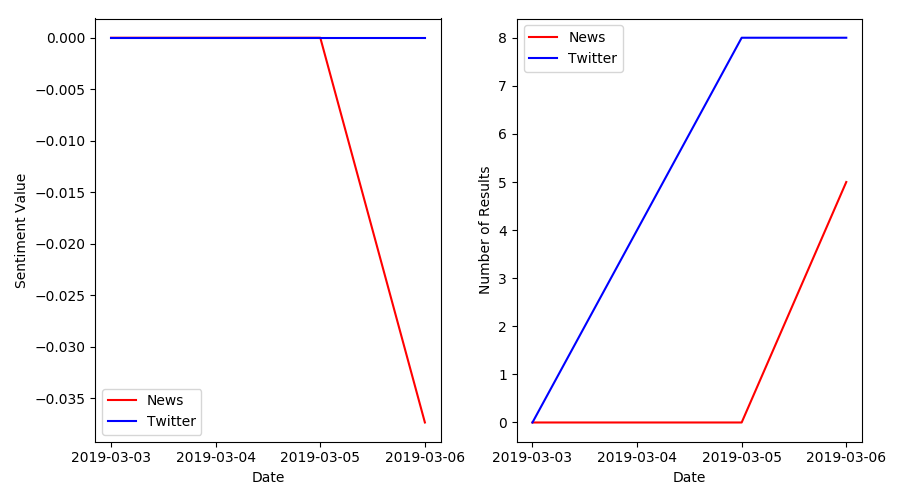 0.000
−0.005
−0.010
−0.015
−0.020
−0.025
−0.030
−0.035
Sentiment Value
News
Twitter
2019-03-03 2019-03-04 2019-03-05 2019-03-06
Date
8
7
6
5
4
3
2
1
0
Number of Results
News
Twitter
2019-03-03 2019-03-04 2019-03-05 2019-03-06
Date